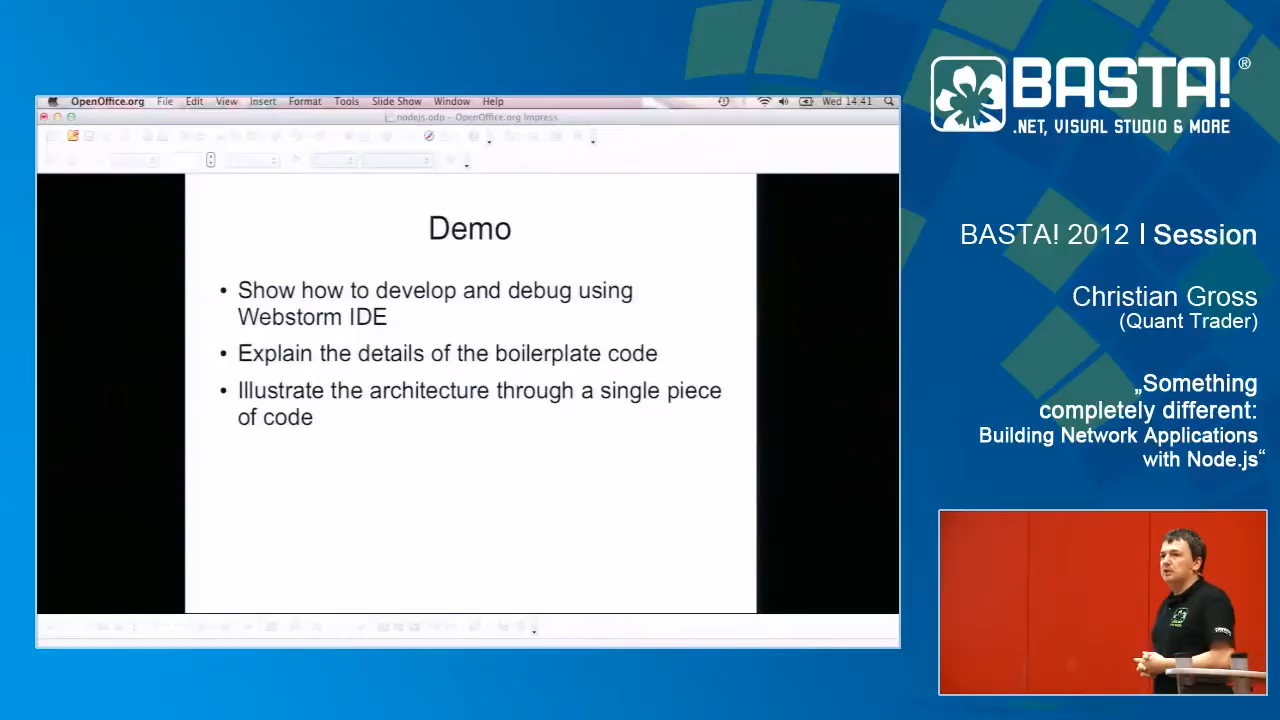 OpenOffice.org File Edit View Insert Format Tools Slide Show Window Help Wed 14:41
nodejs.odp - OpenOffice.org Impress
Demo
• Show how to develop and debug using
Webstorm IDE
• Explain the details of the boilerplate code
• Illustrate the architecture through a single piece
of code
BASTA!®
.NET, VISUAL STUDIO & MORE
BASTA! 2012 | Session
Christian Gross
(Quant Trader)
„Something
completely different:
Building Network Applications
with Node.js“